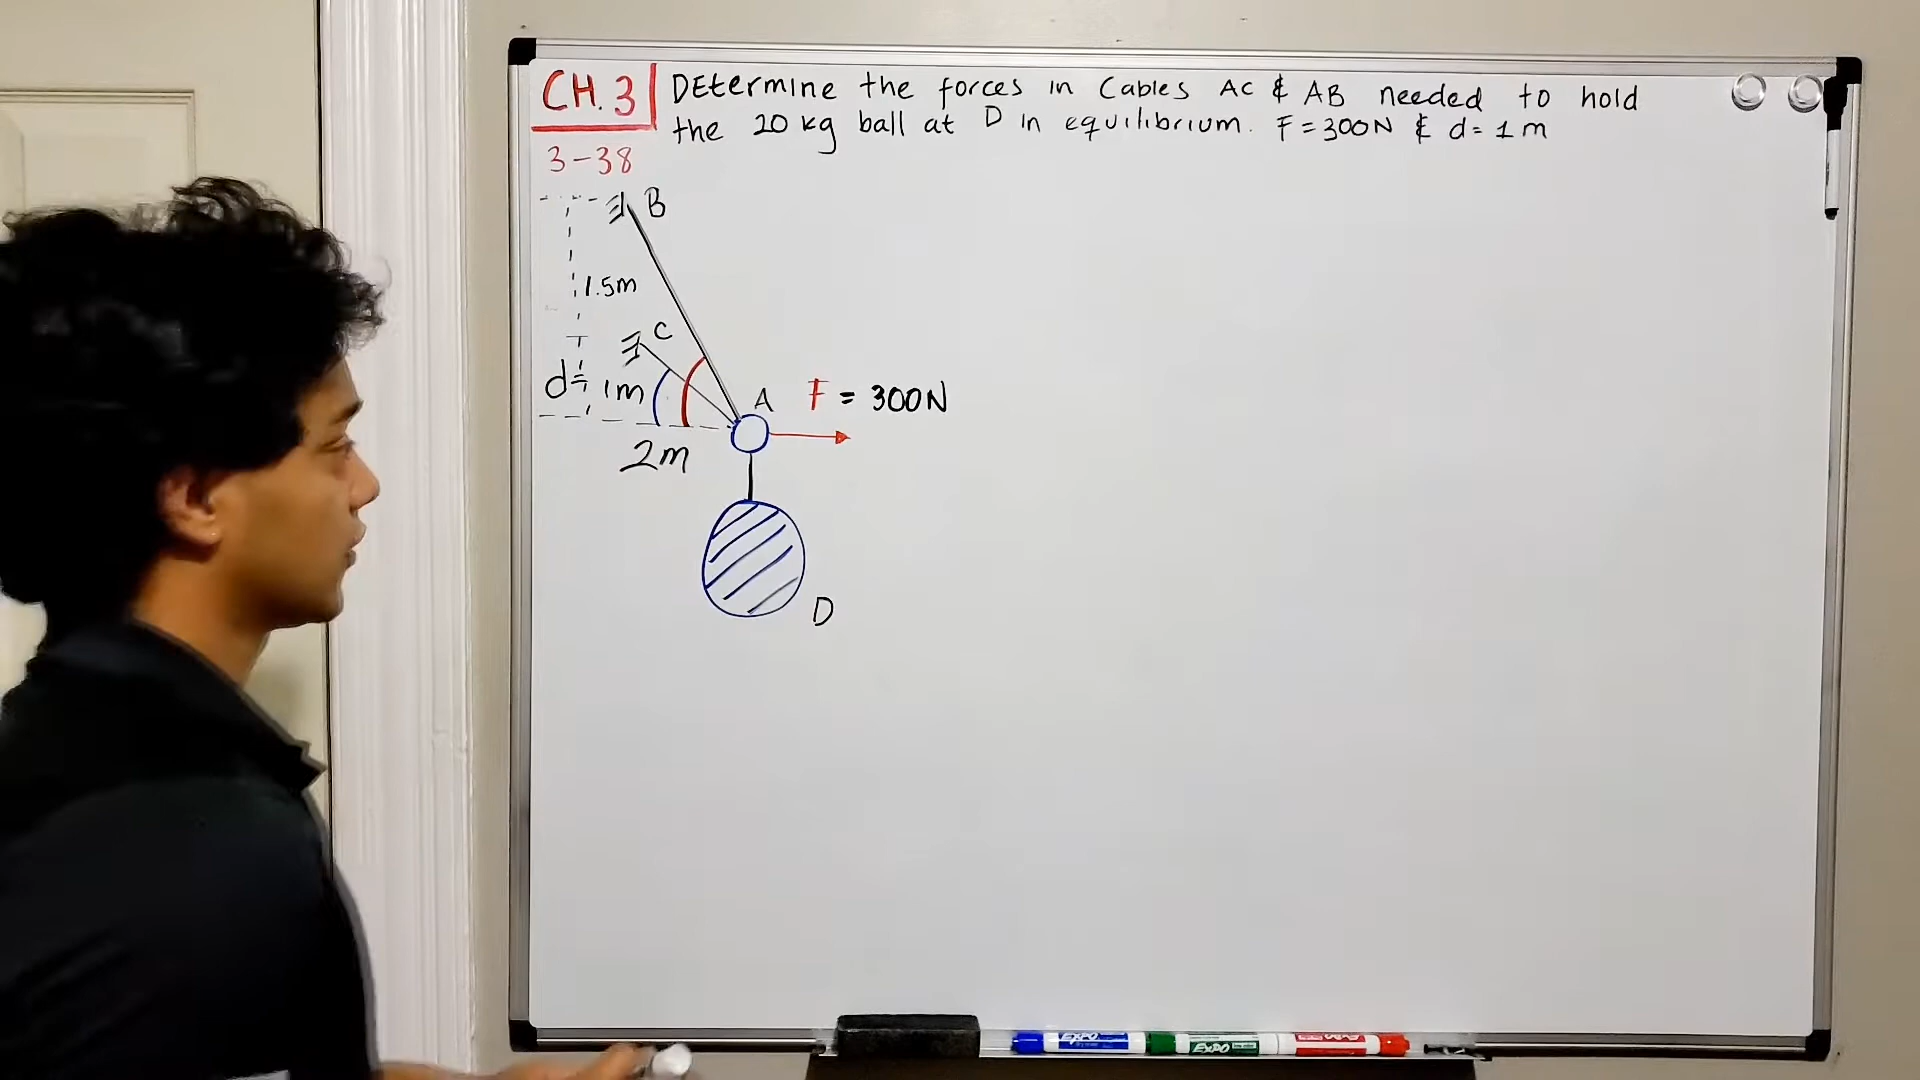 CH. 3
DEtermine the forces in Cables AC & AB needed to hold
the 20 kg ball at D in equilibrium. F = 300N & d = 1 m
3-38
B
1.5m
C
d = 1m
A
F = 300N
2m
D
EXPO
EXPO
EXPO